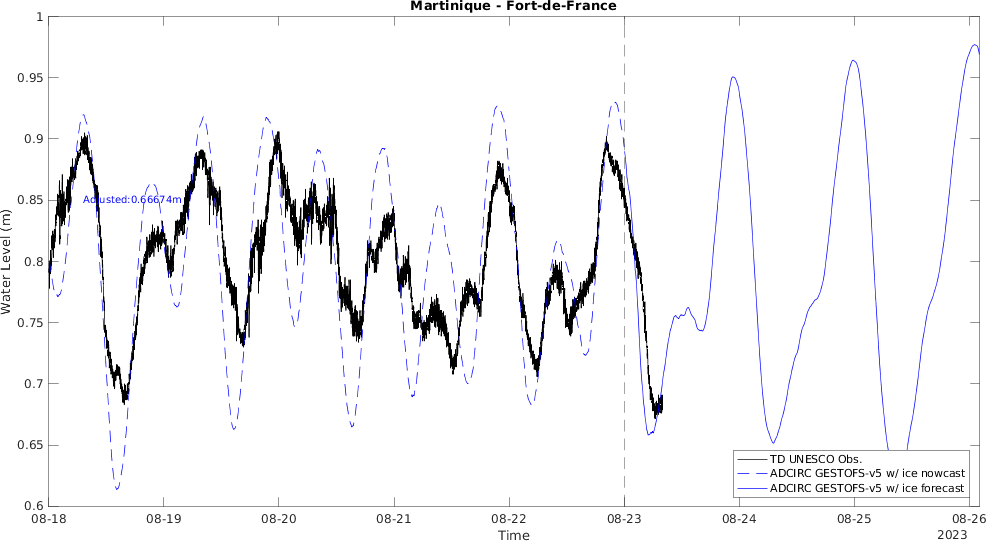 Martinique - Fort-de-France
1
0.95
0.9
0.85
0.8
0.75
0.7
0.65
0.6
Water Level (m)
Adjusted:0.66674m
TD UNESCO Obs.
ADCIRC GESTOFS-v5 w/ ice nowcast
ADCIRC GESTOFS-v5 w/ ice forecast
08-18 08-19 08-20 08-21 08-22 08-23 08-24 08-25 08-26
Time
2023